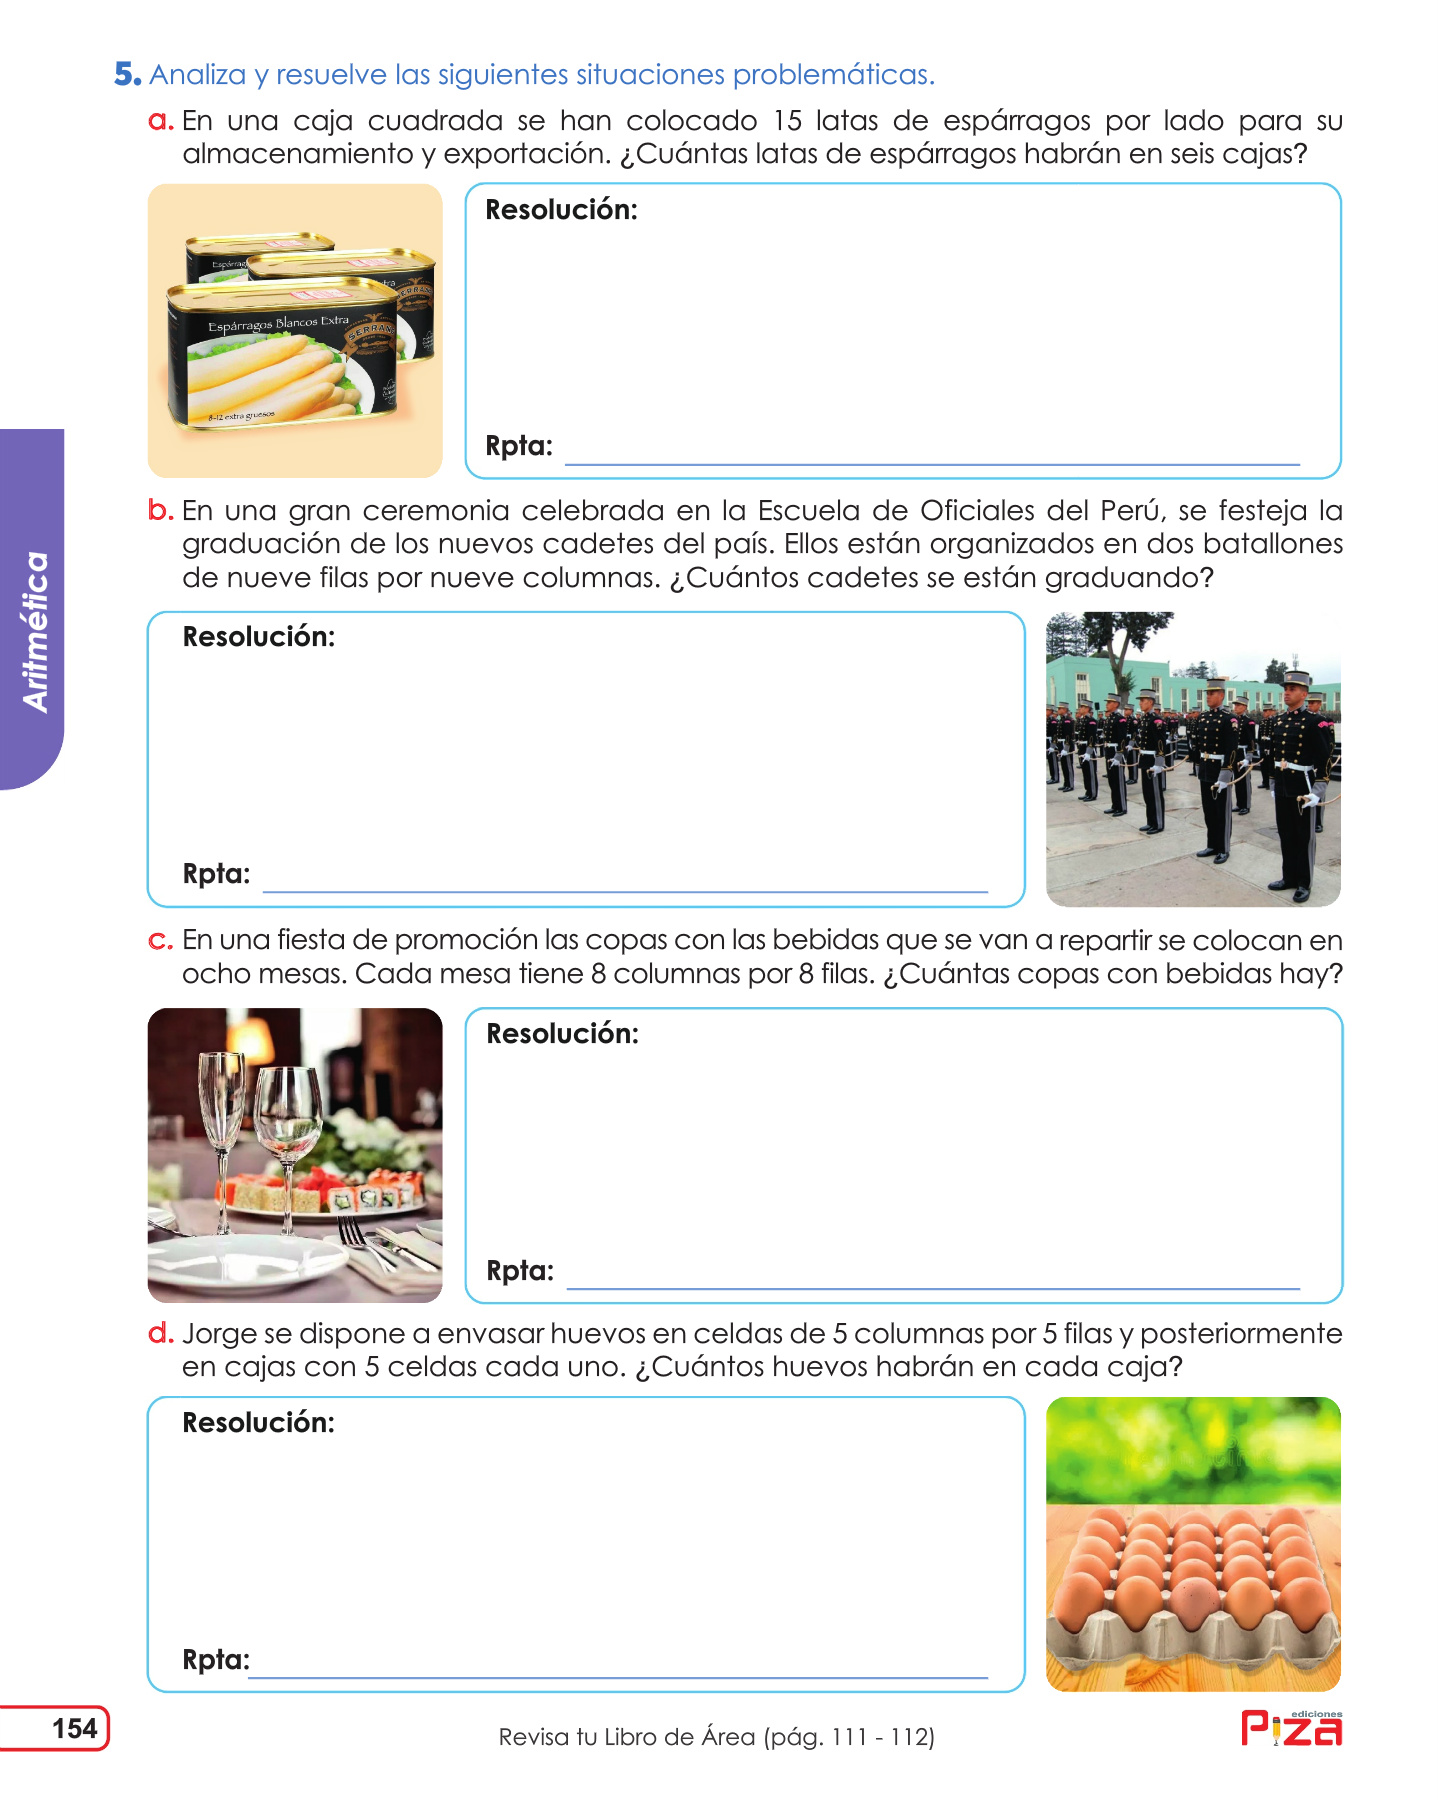 5. Analiza y resuelve las siguientes situaciones problemáticas.
a. En una caja cuadrada se han colocado 15 latas de espárragos por lado para su
almacenamiento y exportación. ¿Cuántas latas de espárragos habrán en seis cajas?
Espárragos Blancos Extra
SERRANO
8-12 extra gruesos
Resolución:
Rpta:
b. En una gran ceremonia celebrada en la Escuela de Oficiales del Perú, se festeja la
graduación de los nuevos cadetes del país. Ellos están organizados en dos batallones
de nueve filas por nueve columnas. ¿Cuántos cadetes se están graduando?
Aritmética
Resolución:
Rpta:
c. En una fiesta de promoción las copas con las bebidas que se van a repartir se colocan en
ocho mesas. Cada mesa tiene 8 columnas por 8 filas. ¿Cuántas copas con bebidas hay?
Resolución:
Rpta:
d. Jorge se dispone a envasar huevos en celdas de 5 columnas por 5 filas y posteriormente
en cajas con 5 celdas cada uno. ¿Cuántos huevos habrán en cada caja?
Resolución:
Rpta:
154
Revisa tu Libro de Área (pág. 111 - 112)
ediciones
Piza